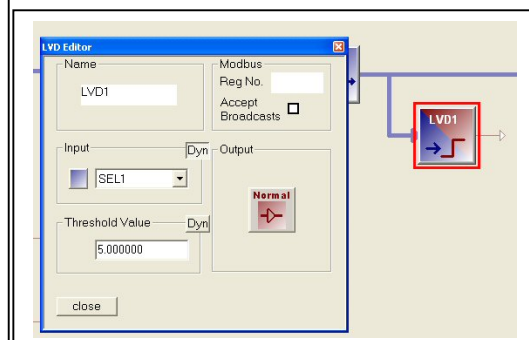 LVD Editor
Name
LVD1
Modbus
Reg No.
Accept
Broadcasts
Input
Dyn
SEL1
Output
Normal
Threshold Value
Dyn
5.000000
close
LVD1